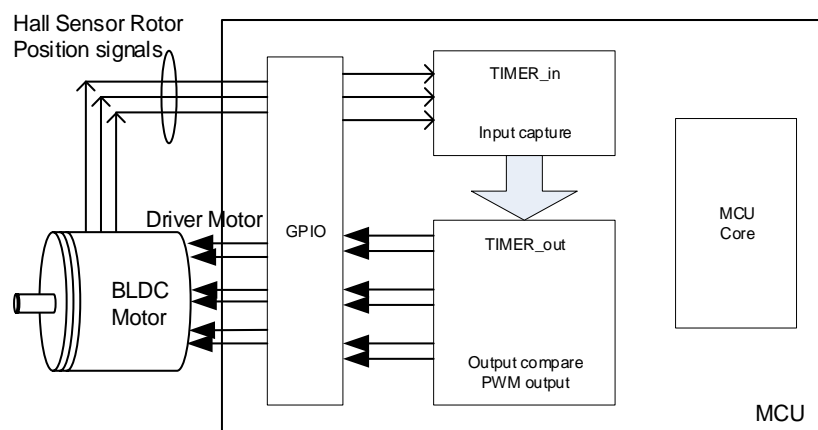 Hall Sensor Rotor
Position signals
TIMER_in
Input capture
Driver Motor
GPIO
TIMER_out
MCU
Core
BLDC
Motor
Output compare
PWM output
MCU